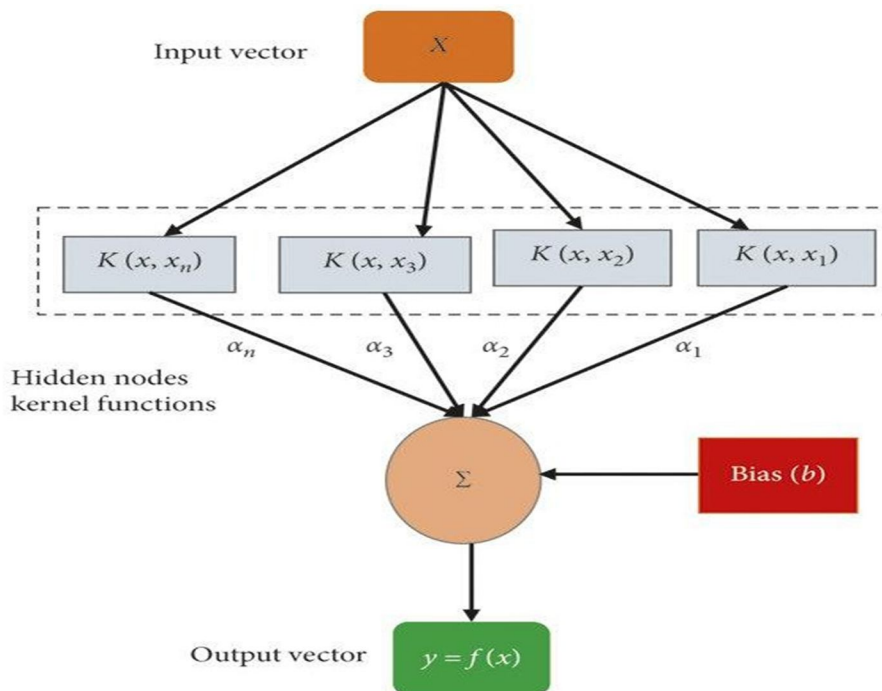 Input vector
X
K (x, xₙ)
K (x, x₃)
K (x, x₂)
K (x, x₁)
αₙ
α₃
α₂
α₁
Hidden nodes
kernel functions
Σ
Bias (b)
Output vector
y = f (x)